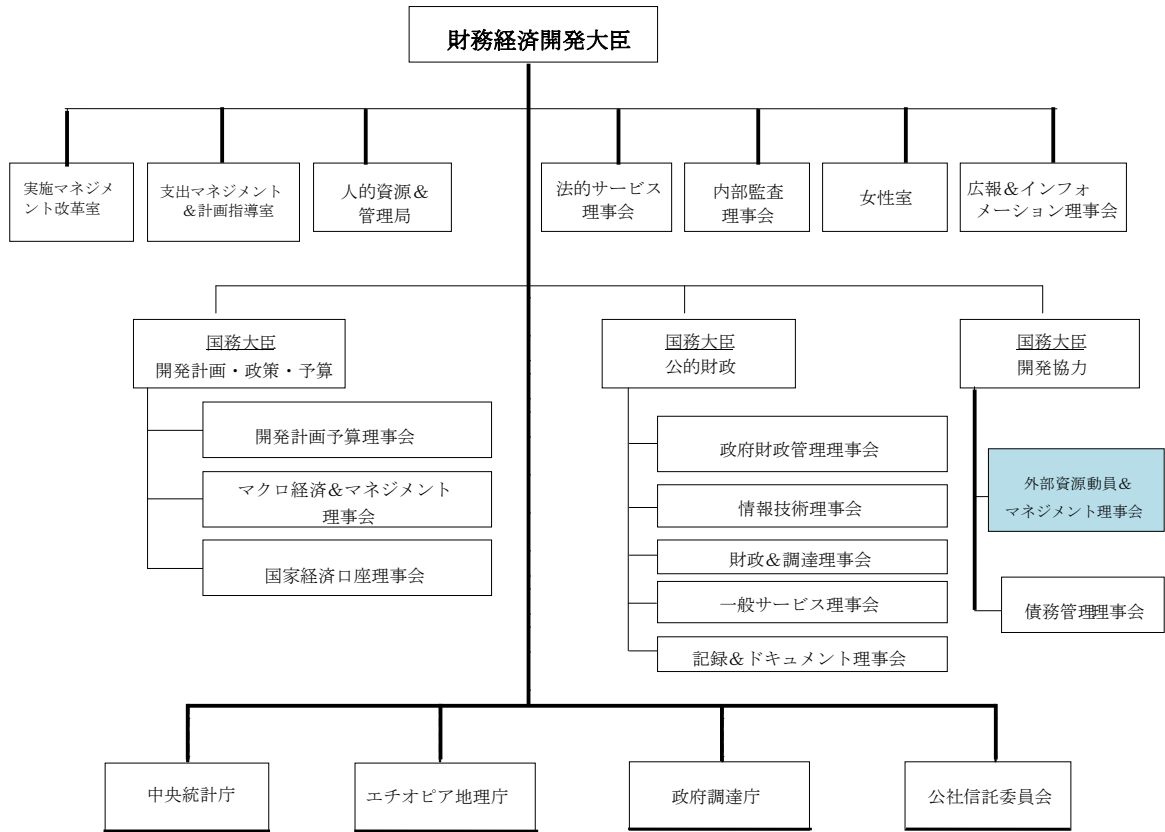 財務経済開発大臣
実施マネジメ
ント改革室
支出マネジメント
＆計画指導室
人的資源＆
管理局
法的サービス
理事会
内部監査
理事会
女性室
広報＆インフォ
メーション理事会
国務大臣
開発計画・政策・予算
開発計画予算理事会
マクロ経済＆マネジメント
理事会
国家経済口座理事会
国務大臣
公的財政
政府財政管理理事会
情報技術理事会
財政＆調達理事会
一般サービス理事会
記録＆ドキュメント理事会
国務大臣
開発協力
外部資源動員＆
マネジメント理事会
債務管理理事会
中央統計庁
エチオピア地理庁
政府調達庁
公社信託委員会